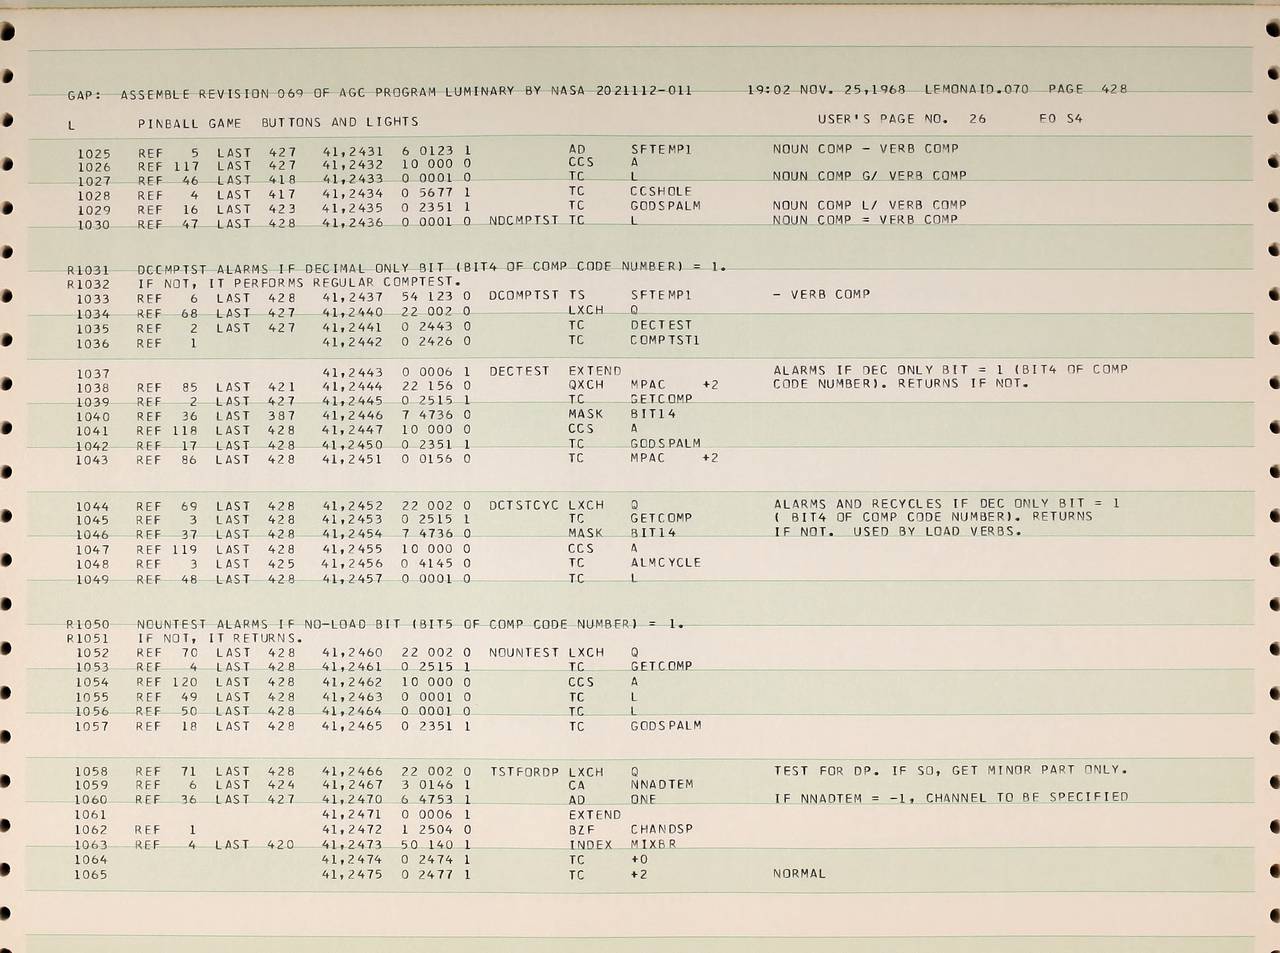 GAP:  ASSEMBLE REVISION 069 OF AGC PROGRAM LUMINARY BY NASA 2021112-011      19:02 NOV. 25,1968  LEMONAID.070  PAGE  428
L       PINBALL GAME  BUTTONS AND LIGHTS      USER'S PAGE NO.  26      E0 S4
1025   REF   5  LAST  427   41,2431  6 0123 1            AD     SFTEMP1         NOUN COMP - VERB COMP
1026   REF 117  LAST  427   41,2432  10 000 0            CCS    A
1027   REF  46  LAST  418   41,2433  0 0001 0            TC     L               NOUN COMP G/ VERB COMP
1028   REF   4  LAST  417   41,2434  0 5677 1            TC     CCSHOLE
1029   REF  16  LAST  423   41,2435  0 2351 1            TC     GODSPALM        NOUN COMP L/ VERB COMP
1030   REF  47  LAST  428   41,2436  0 0001 0  NDCMPTST  TC     L               NOUN COMP = VERB COMP
R1031   DCCMPTST ALARMS IF DECIMAL ONLY BIT (BIT4 OF COMP CODE NUMBER) = 1.
R1032   IF NOT, IT PERFORMS REGULAR COMPTEST.
1033   REF   6  LAST  428   41,2437  54 123 0  DCOMPTST  TS     SFTEMP1         - VERB COMP
1034   REF  68  LAST  427   41,2440  22 002 0            LXCH   Q
1035   REF   2  LAST  427   41,2441  0 2443 0            TC     DECTEST
1036   REF   1              41,2442  0 2426 0            TC     COMPTST1
1037                        41,2443  0 0006 1  DECTEST   EXTEND                 ALARMS IF DEC ONLY BIT = 1 (BIT4 OF COMP
1038   REF  85  LAST  421   41,2444  22 156 0            QXCH   MPAC     +2     CODE NUMBER). RETURNS IF NOT.
1039   REF   2  LAST  427   41,2445  0 2515 1            TC     GETCOMP
1040   REF  36  LAST  387   41,2446  7 4736 0            MASK   BIT14
1041   REF 118  LAST  428   41,2447  10 000 0            CCS    A
1042   REF  17  LAST  428   41,2450  0 2351 1            TC     GODSPALM
1043   REF  86  LAST  428   41,2451  0 0156 0            TC     MPAC     +2
1044   REF  69  LAST  428   41,2452  22 002 0  DCTSTCYC  LXCH   Q               ALARMS AND RECYCLES IF DEC ONLY BIT = 1
1045   REF   3  LAST  428   41,2453  0 2515 1            TC     GETCOMP         ( BIT4 OF COMP CODE NUMBER). RETURNS
1046   REF  37  LAST  428   41,2454  7 4736 0            MASK   BIT14           IF NOT.  USED BY LOAD VERBS.
1047   REF 119  LAST  428   41,2455  10 000 0            CCS    A
1048   REF   3  LAST  425   41,2456  0 4145 0            TC     ALMCYCLE
1049   REF  48  LAST  428   41,2457  0 0001 0            TC     L
R1050   NOUNTEST ALARMS IF NO-LOAD BIT (BIT5 OF COMP CODE NUMBER) = 1.
R1051   IF NOT, IT RETURNS.
1052   REF  70  LAST  428   41,2460  22 002 0  NOUNTEST  LXCH   Q
1053   REF   4  LAST  428   41,2461  0 2515 1            TC     GETCOMP
1054   REF 120  LAST  428   41,2462  10 000 0            CCS    A
1055   REF  49  LAST  428   41,2463  0 0001 0            TC     L
1056   REF  50  LAST  428   41,2464  0 0001 0            TC     L
1057   REF  18  LAST  428   41,2465  0 2351 1            TC     GODSPALM
1058   REF  71  LAST  428   41,2466  22 002 0  TSTFORDP  LXCH   Q               TEST FOR DP. IF SO, GET MINOR PART ONLY.
1059   REF   6  LAST  424   41,2467  3 0146 1            CA     NNADTEM
1060   REF  36  LAST  427   41,2470  6 4753 1            AD     ONE             IF NNADTEM = -1, CHANNEL TO BE SPECIFIED
1061                        41,2471  0 0006 1            EXTEND
1062   REF   1              41,2472  1 2504 0            BZF    CHANDSP
1063   REF   4  LAST  420   41,2473  50 140 1            INDEX  MIXBR
1064                        41,2474  0 2474 1            TC     +0
1065                        41,2475  0 2477 1            TC     +2              NORMAL